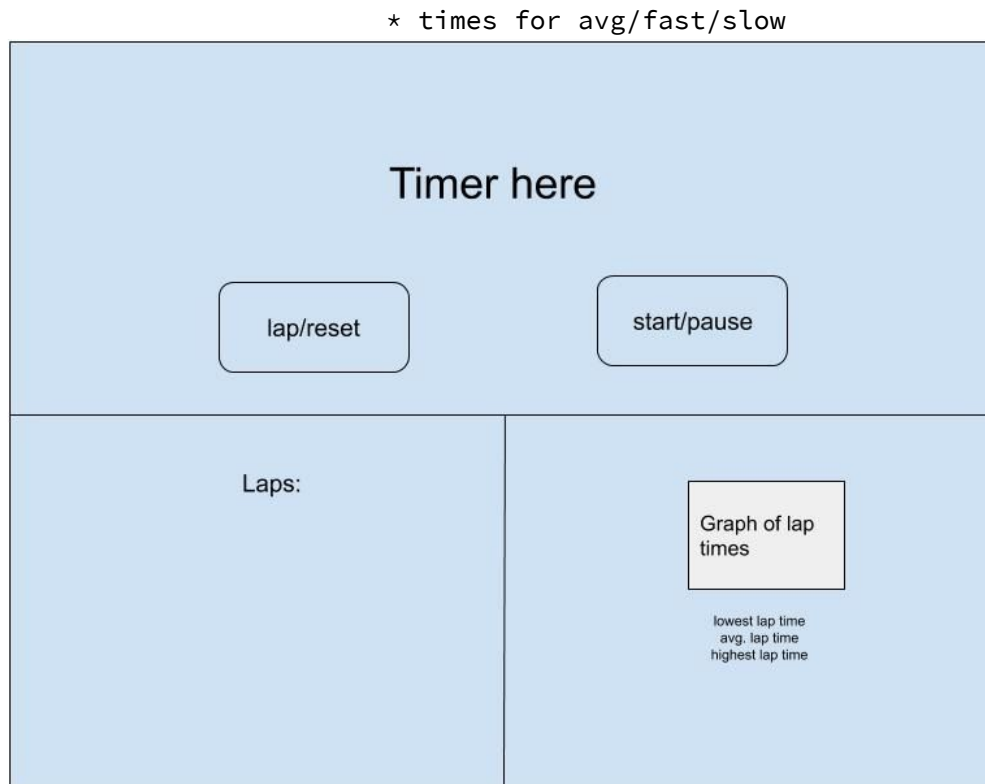 * times for avg/fast/slow
Timer here
lap/reset
start/pause
Laps:
Graph of lap
times
lowest lap time
avg. lap time
highest lap time